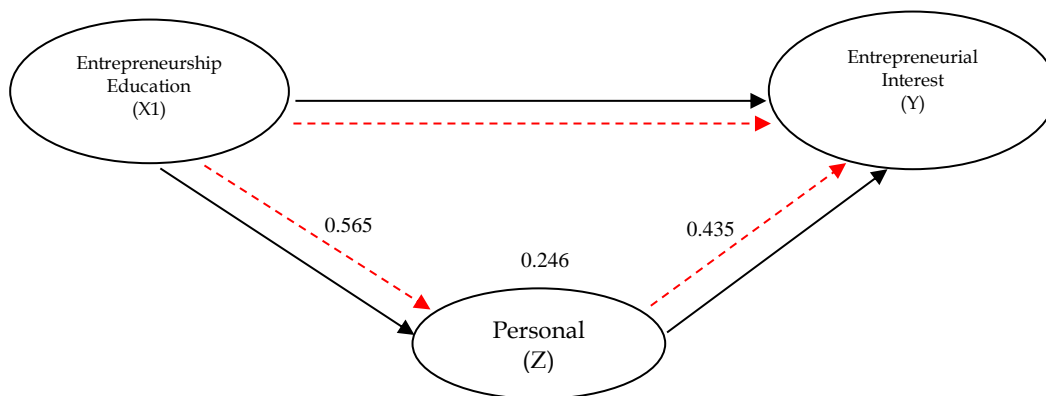 Entrepreneurship
Education
(X1)
Entrepreneurial
Interest
(Y)
0.565
0.435
0.246
Personal
(Z)